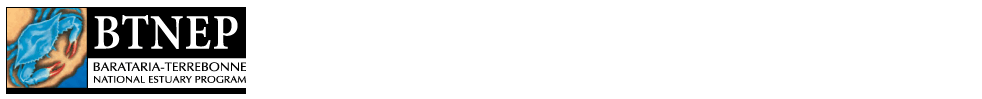 BTNEP
BARATARIA-TERREBONNE
NATIONAL ESTUARY PROGRAM